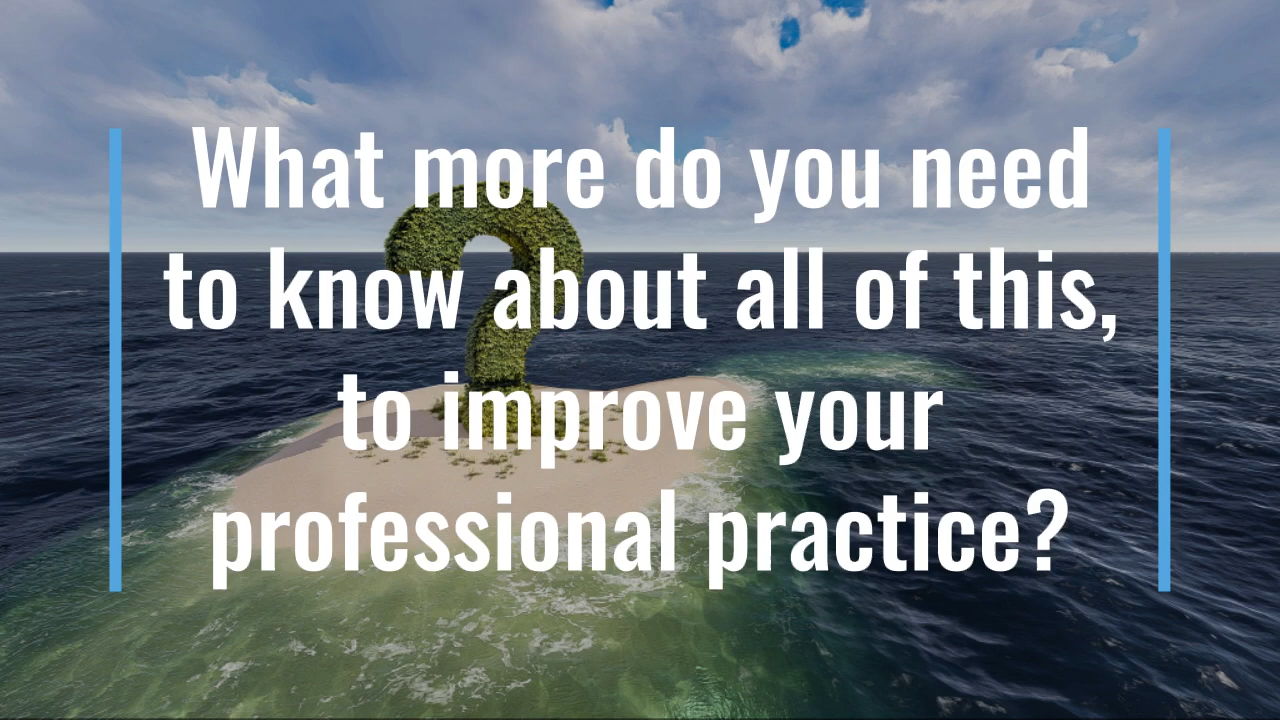 What more do you need
to know about all of this,
to improve your
professional practice?